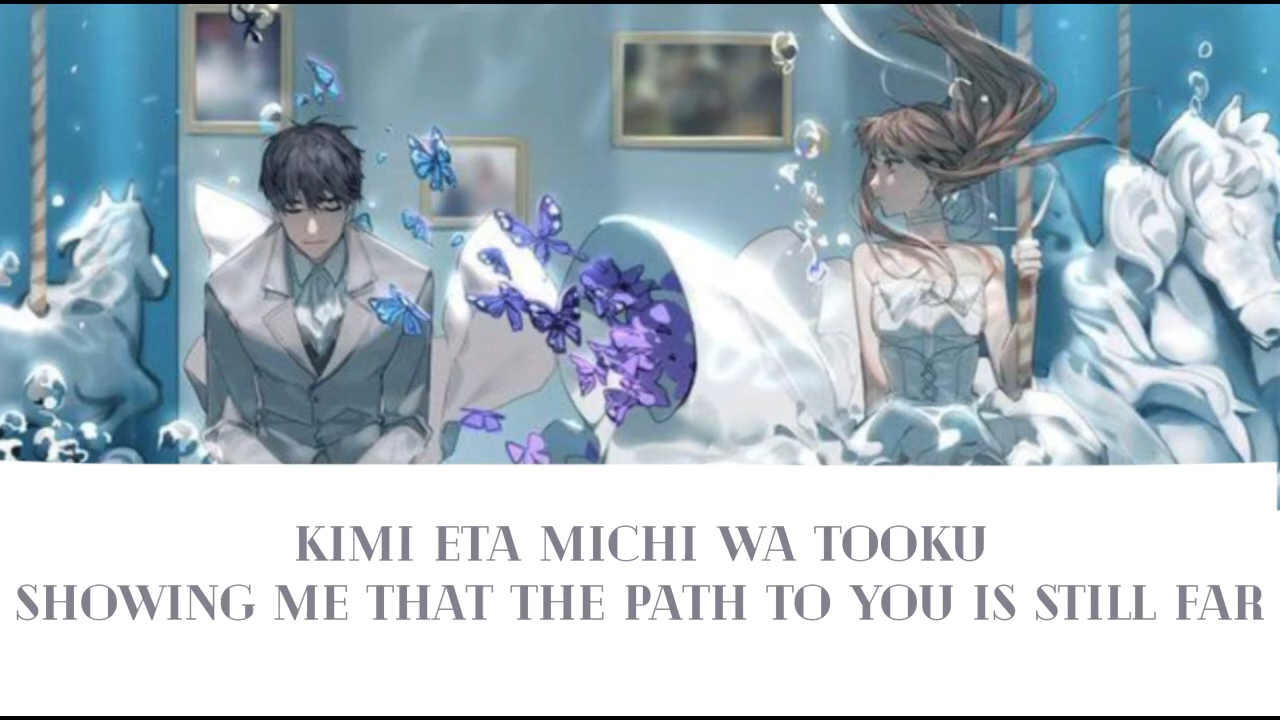 KIMI ETA MICHI WA TOOKU
SHOWING ME THAT THE PATH TO YOU IS STILL FAR